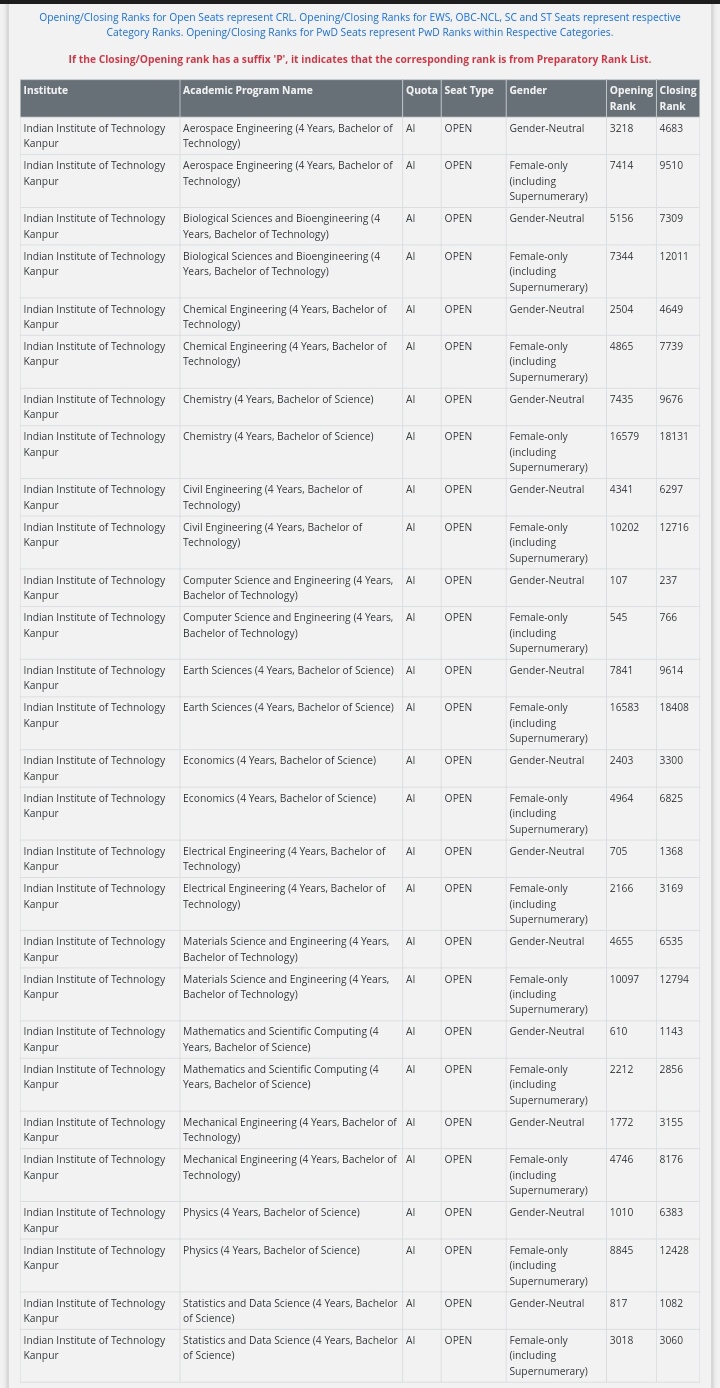 Opening/Closing Ranks for Open Seats represent CRL. Opening/Closing Ranks for EWS, OBC-NCL, SC and ST Seats represent respective
Category Ranks. Opening/Closing Ranks for PwD Seats represent PwD Ranks within Respective Categories.
If the Closing/Opening rank has a suffix 'P', it indicates that the corresponding rank is from Preparatory Rank List.
Institute Academic Program Name Quota Seat Type Gender Opening Closing
Rank Rank
Indian Institute of Technology Aerospace Engineering (4 Years, Bachelor of AI OPEN Gender-Neutral 3218 4683
Kanpur Technology)
Indian Institute of Technology Aerospace Engineering (4 Years, Bachelor of AI OPEN Female-only 7414 9510
Kanpur Technology) (including
Supernumerary)
Indian Institute of Technology Biological Sciences and Bioengineering (4 AI OPEN Gender-Neutral 5156 7309
Kanpur Years, Bachelor of Technology)
Indian Institute of Technology Biological Sciences and Bioengineering (4 AI OPEN Female-only 7344 12011
Kanpur Years, Bachelor of Technology) (including
Supernumerary)
Indian Institute of Technology Chemical Engineering (4 Years, Bachelor of AI OPEN Gender-Neutral 2504 4649
Kanpur Technology)
Indian Institute of Technology Chemical Engineering (4 Years, Bachelor of AI OPEN Female-only 4865 7739
Kanpur Technology) (including
Supernumerary)
Indian Institute of Technology Chemistry (4 Years, Bachelor of Science) AI OPEN Gender-Neutral 7435 9676
Kanpur
Indian Institute of Technology Chemistry (4 Years, Bachelor of Science) AI OPEN Female-only 16579 18131
Kanpur (including
Supernumerary)
Indian Institute of Technology Civil Engineering (4 Years, Bachelor of AI OPEN Gender-Neutral 4341 6297
Kanpur Technology)
Indian Institute of Technology Civil Engineering (4 Years, Bachelor of AI OPEN Female-only 10202 12716
Kanpur Technology) (including
Supernumerary)
Indian Institute of Technology Computer Science and Engineering (4 Years, AI OPEN Gender-Neutral 107 237
Kanpur Bachelor of Technology)
Indian Institute of Technology Computer Science and Engineering (4 Years, AI OPEN Female-only 545 766
Kanpur Bachelor of Technology) (including
Supernumerary)
Indian Institute of Technology Earth Sciences (4 Years, Bachelor of Science) AI OPEN Gender-Neutral 7841 9614
Kanpur
Indian Institute of Technology Earth Sciences (4 Years, Bachelor of Science) AI OPEN Female-only 16583 18408
Kanpur (including
Supernumerary)
Indian Institute of Technology Economics (4 Years, Bachelor of Science) AI OPEN Gender-Neutral 2403 3300
Kanpur
Indian Institute of Technology Economics (4 Years, Bachelor of Science) AI OPEN Female-only 4964 6825
Kanpur (including
Supernumerary)
Indian Institute of Technology Electrical Engineering (4 Years, Bachelor of AI OPEN Gender-Neutral 705 1368
Kanpur Technology)
Indian Institute of Technology Electrical Engineering (4 Years, Bachelor of AI OPEN Female-only 2166 3169
Kanpur Technology) (including
Supernumerary)
Indian Institute of Technology Materials Science and Engineering (4 Years, AI OPEN Gender-Neutral 4655 6535
Kanpur Bachelor of Technology)
Indian Institute of Technology Materials Science and Engineering (4 Years, AI OPEN Female-only 10097 12794
Kanpur Bachelor of Technology) (including
Supernumerary)
Indian Institute of Technology Mathematics and Scientific Computing (4 AI OPEN Gender-Neutral 610 1143
Kanpur Years, Bachelor of Science)
Indian Institute of Technology Mathematics and Scientific Computing (4 AI OPEN Female-only 2212 2856
Kanpur Years, Bachelor of Science) (including
Supernumerary)
Indian Institute of Technology Mechanical Engineering (4 Years, Bachelor of AI OPEN Gender-Neutral 1772 3155
Kanpur Technology)
Indian Institute of Technology Mechanical Engineering (4 Years, Bachelor of AI OPEN Female-only 4746 8176
Kanpur Technology) (including
Supernumerary)
Indian Institute of Technology Physics (4 Years, Bachelor of Science) AI OPEN Gender-Neutral 1010 6383
Kanpur
Indian Institute of Technology Physics (4 Years, Bachelor of Science) AI OPEN Female-only 8845 12428
Kanpur (including
Supernumerary)
Indian Institute of Technology Statistics and Data Science (4 Years, Bachelor AI OPEN Gender-Neutral 817 1082
Kanpur of Science)
Indian Institute of Technology Statistics and Data Science (4 Years, Bachelor AI OPEN Female-only 3018 3060
Kanpur of Science) (including
Supernumerary)